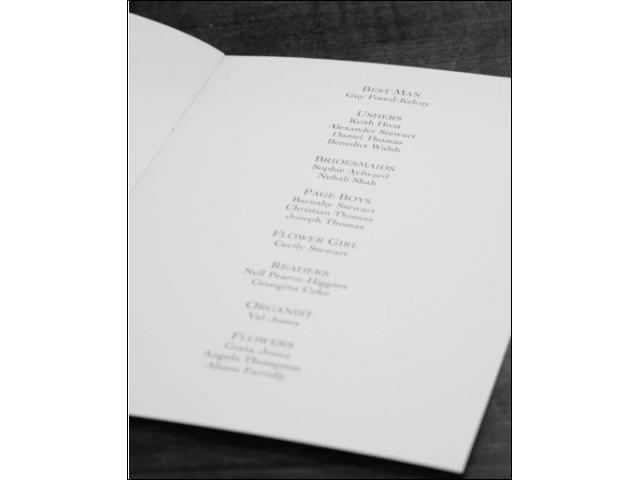 BEST MAN
Guy Foord-Kelcey
USHERS
Keith Hirst
Alexander Stewart
Daniel Thomas
Benedict Walsh
BRIDESMAIDS
Sophie Aylward
Nehali Shah
PAGE BOYS
Barnaby Stewart
Christian Thomas
Joseph Thomas
FLOWER GIRL
Cecily Stewart
READERS
Nell Pearce-Higgins
Georgina Coke
ORGANIST
Val Jones
FLOWERS
Greta Jones
Angela Thompson
Alison Farrelly